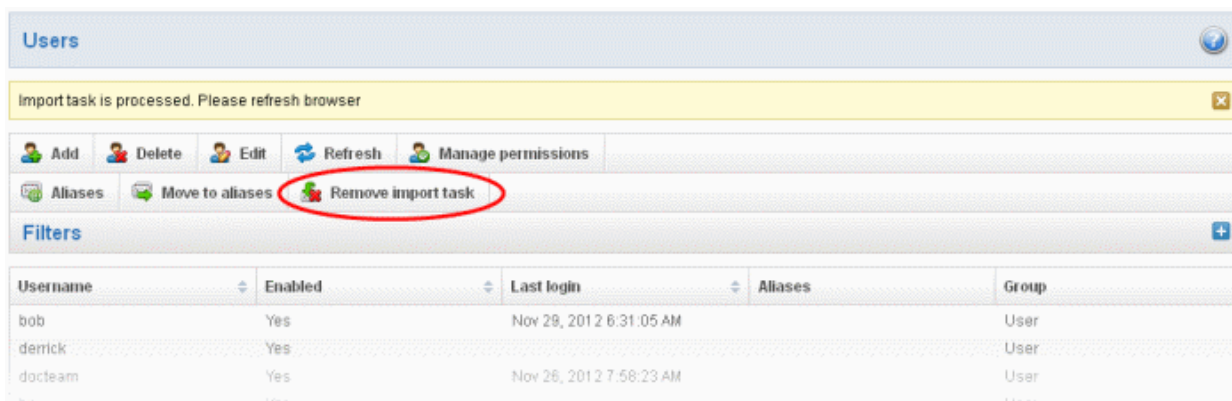 Users
Import task is processed. Please refresh browser
Add Delete Edit Refresh Manage permissions
Aliases Move to aliases Remove import task
Filters
Username Enabled Last login Aliases Group
bob Yes Nov 29, 2012 6:31:05 AM User
derrick Yes User
docteam Yes Nov 26, 2012 7:58:23 AM User